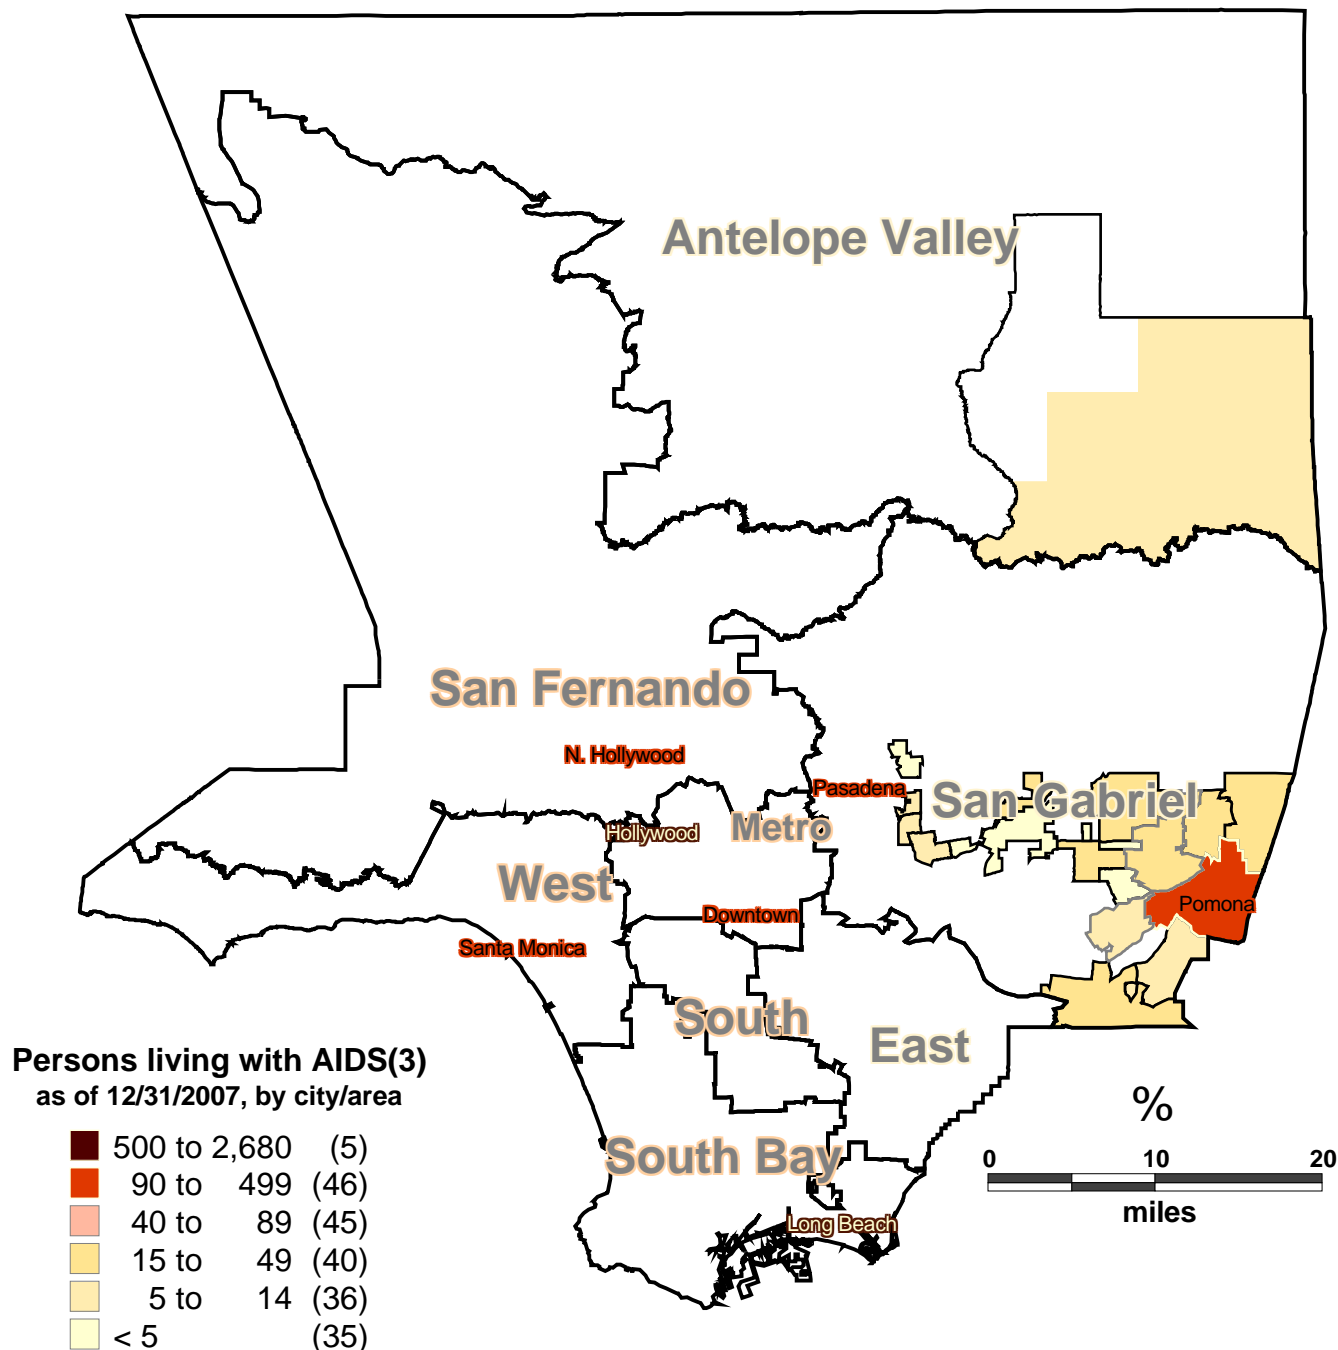 Antelope Valley
San Fernando
N. Hollywood
Pasadena
San Gabriel
Hollywood
Metro
West
Pomona
Downtown
Santa Monica
South
East
Persons living with AIDS(3)
as of 12/31/2007, by city/area
500 to 2,680 (5)
90 to 499 (46)
40 to 89 (45)
15 to 49 (40)
5 to 14 (36)
< 5 (35)
%
0 10 20
miles
South Bay
Long Beach